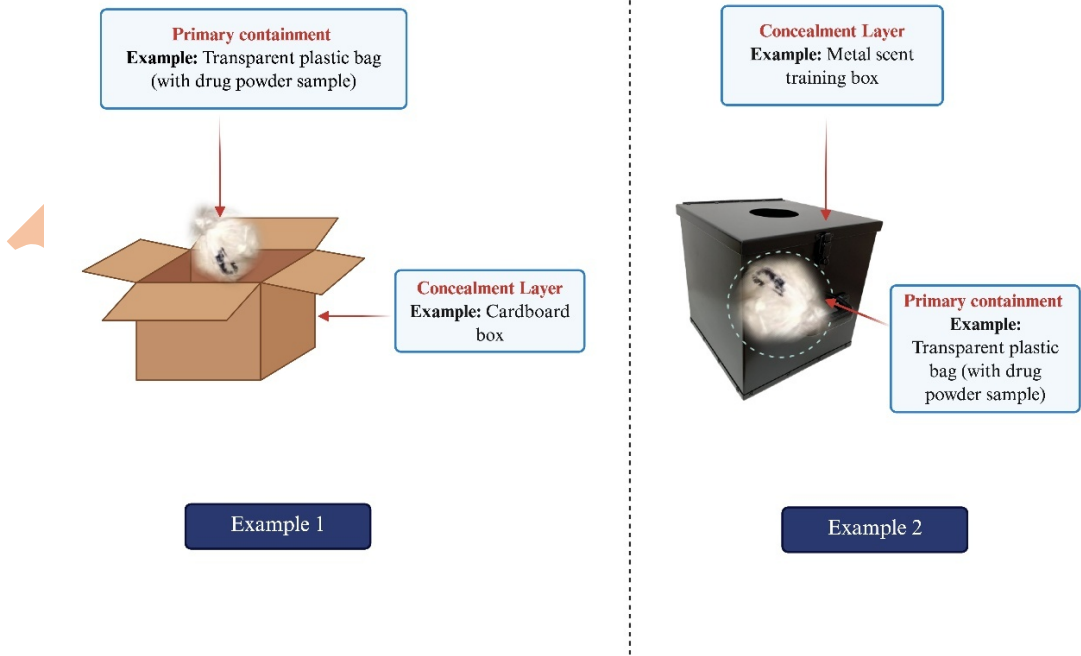 Primary containment
Example: Transparent plastic bag
(with drug powder sample)
Concealment Layer
Example: Cardboard
box
Example 1
Concealment Layer
Example: Metal scent
training box
Primary containment
Example:
Transparent plastic
bag (with drug
powder sample)
Example 2